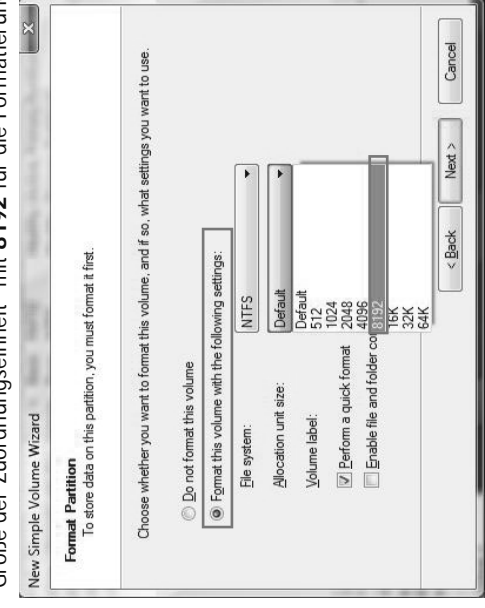 Größe der Zuordnungseinheit" mit 8192 für die Formatierun
New Simple Volume Wizard
Format Partition
To store data on this partition, you must format it first.
Choose whether you want to format this volume, and if so, what settings you want to use.
Do not format this volume
Format this volume with the following settings:
File system:
NTFS
Allocation unit size:
Default
Volume label:
Default
512
1024
2048
4096
8192
16K
32K
64K
Perform a quick format
Enable file and folder co
< Back
Next >
Cancel